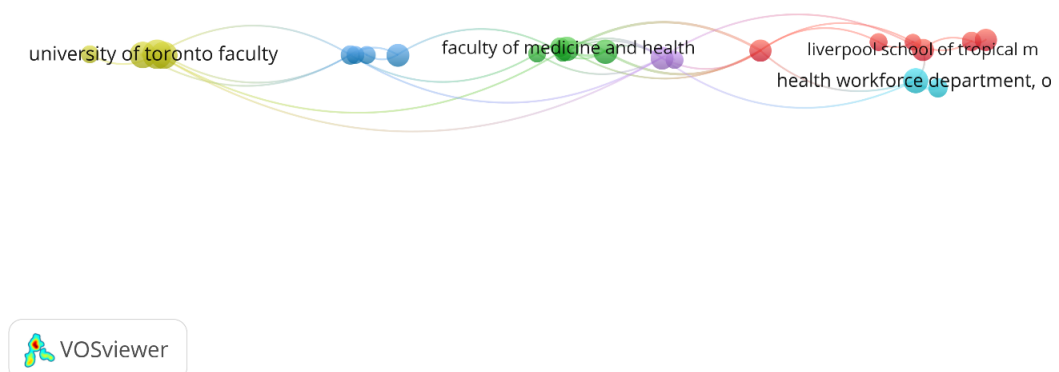 university of toronto faculty
faculty of medicine and health
liverpool school of tropical m
health workforce department, o
VOSviewer